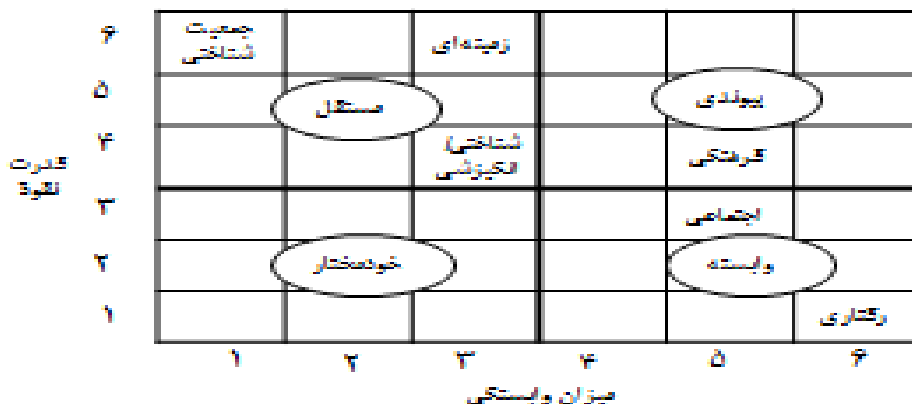 ۶ جمعیت شناختی زمینه‌ای
۵ مستقل پیوندی
۴ شناختی/ انگیزشی گرفتگی
قدرت نفوذ
۳ اجتماعی
۲ خودمختار وابسته
۱ رفتاری
۱ ۲ ۳ ۴ ۵ ۶
میزان وابستگی